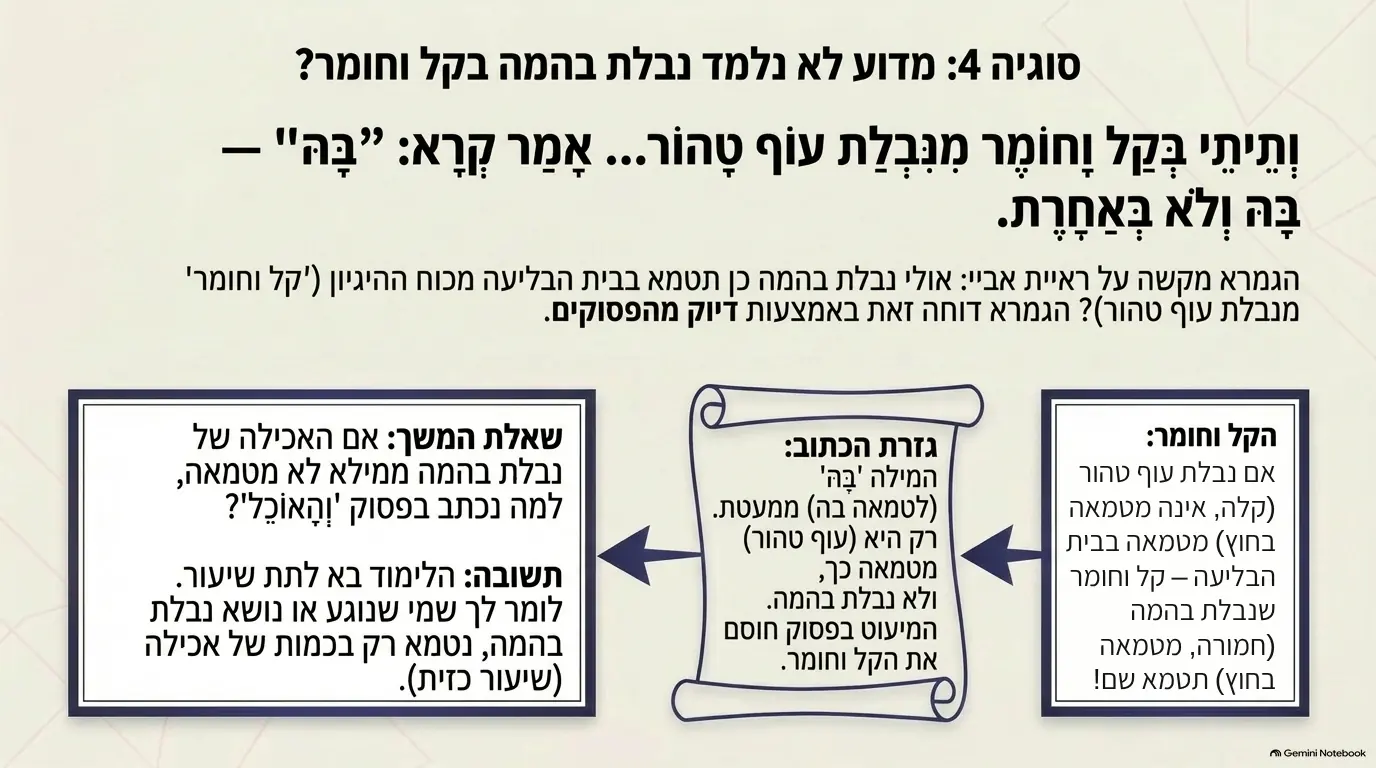 סוגיה 4: מדוע לא נלמד נבלת בהמה בקל וחומר?
וְתֵיתֵי בְּקַל וָחוֹמֶר מִנִּבְלַת עוֹף טָהוֹר... אָמַר קְרָא: ”בָּהּ" —
בָּהּ וְלֹא בְּאַחֶרֶת.
הגמרא מקשה על ראיית אביי: אולי נבלת בהמה כן תטמא בבית הבליעה מכוח ההיגיון ('קל וחומר'
מנבלת עוף טהור)? הגמרא דוחה זאת באמצעות דיוק מהפסוקים.
הקל וחומר:
אם נבלת עוף טהור
(קלה, אינה מטמאה
בחוץ) מטמאה בבית
הבליעה – קל וחומר
שנבלת בהמה
(חמורה, מטמאה
בחוץ) תטמא שם!
גזרת הכתוב:
המילה 'בָּהּ'
(לטמאה בה) ממעטת.
רק היא (עוף טהור)
מטמאה כך,
ולא נבלת בהמה.
המיעוט בפסוק חוסם
את הקל וחומר.
שאלת המשך: אם האכילה של
נבלת בהמה ממילא לא מטמאה,
למה נכתב בפסוק 'וְהָאוֹכֵל'?
תשובה: הלימוד בא לתת שיעור.
לומר לך שמי שנוגע או נושא נבלת
בהמה, נטמא רק בכמות של אכילה
(שיעור כזית).
Gemini Notebook